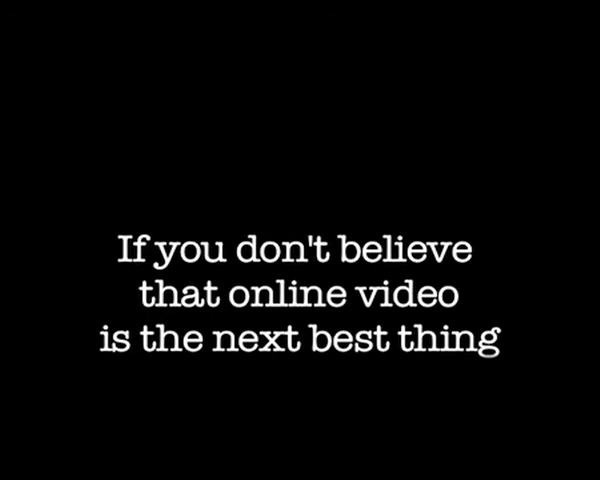 If you don't believe
that online video
is the next best thing